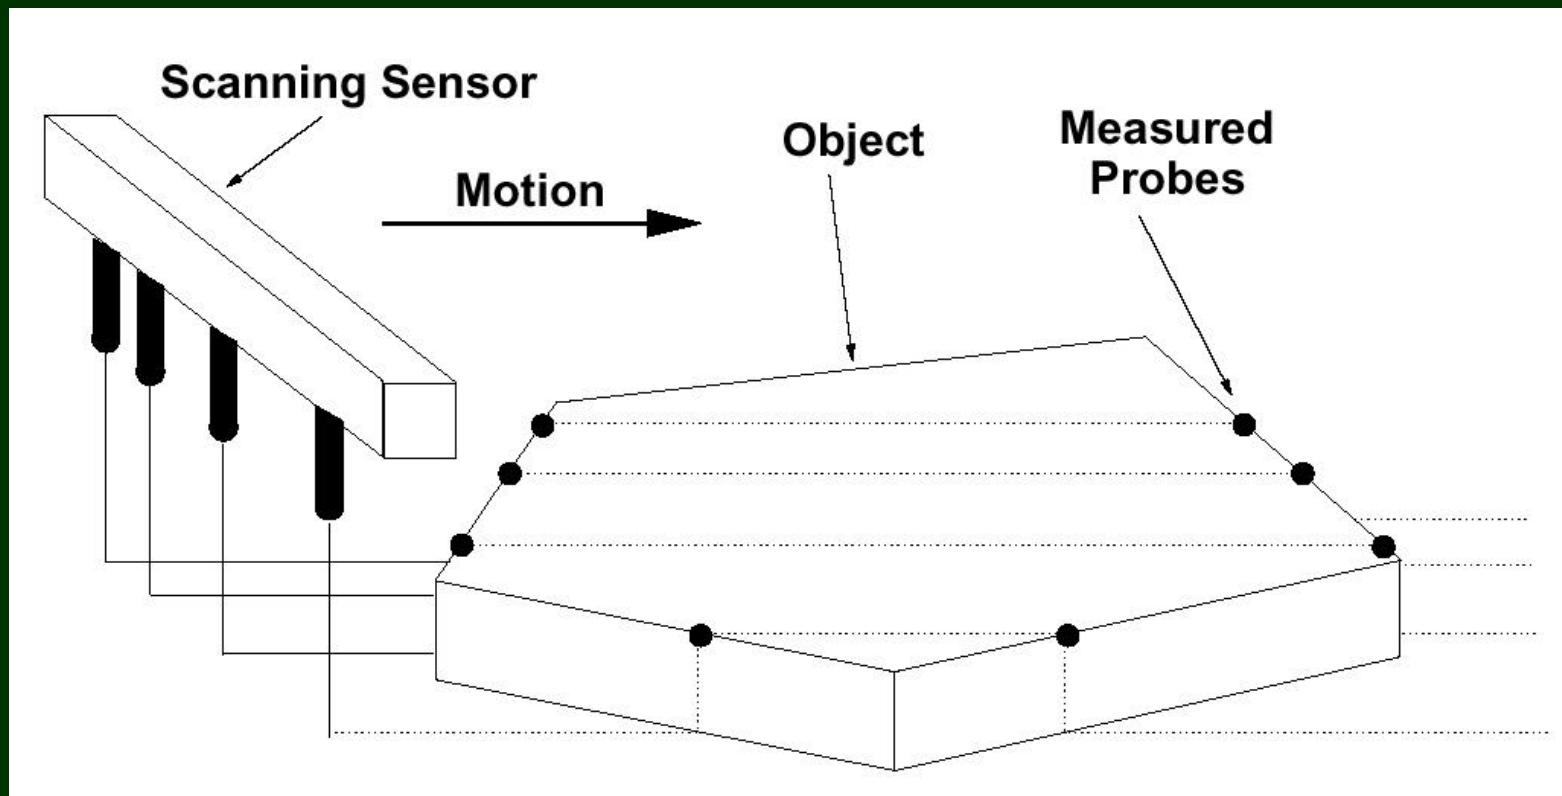 Scanning Sensor
Motion
Object
Measured
Probes